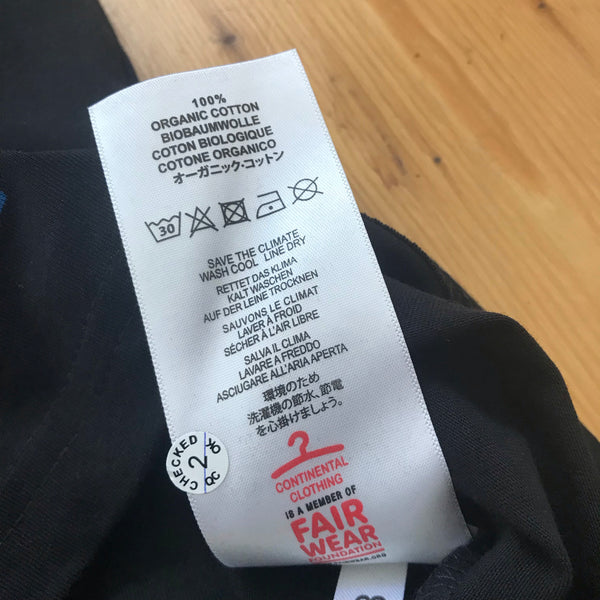 100%
ORGANIC COTTON
BIOBAUMWOLLE
COTON BIOLOGIQUE
COTONE ORGANICO
オーガニック・コットン
30
SAVE THE CLIMATE
WASH COOL LINE DRY
RETTET DAS KLIMA
KALT WASCHEN
AUF DER LEINE TROCKNEN
SAUVONS LE CLIMAT
LAVER À FROID
SÉCHER À L'AIR LIBRE
SALVA IL CLIMA
LAVARE A FREDDO
ASCIUGARE ALL'ARIA APERTA
環境のため
洗濯機の節水、節電
を心掛けましょう。
CONTINENTAL
CLOTHING
IS A MEMBER OF
FAIR
WEAR
FOUNDATION
CHECKED
2
QC OK